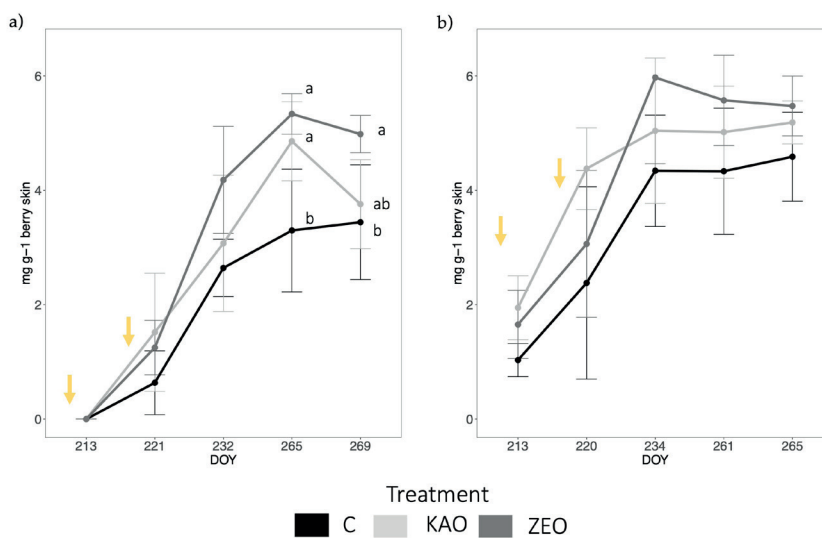 a)
mg g−1 berry skin
6
4
2
0
a
a
a
ab
b
b
213 221 232 265 269
DOY
b)
mg g−1 berry skin
6
4
2
0
213 220 234 261 265
DOY
Treatment
C KAO ZEO